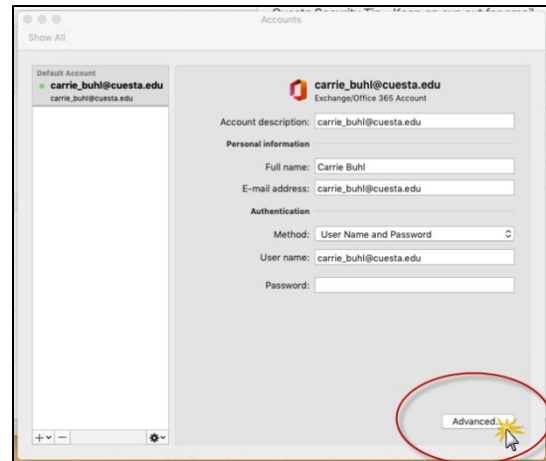 Accounts
Show All
Default Account
carrie_buhl@cuesta.edu
carrie_buhl@cuesta.edu
carrie_buhl@cuesta.edu
Exchange/Office 365 Account
Account description: carrie_buhl@cuesta.edu
Personal information
Full name: Carrie Buhl
E-mail address: carrie_buhl@cuesta.edu
Authentication
Method: User Name and Password
User name: carrie_buhl@cuesta.edu
Password:
Advanced...